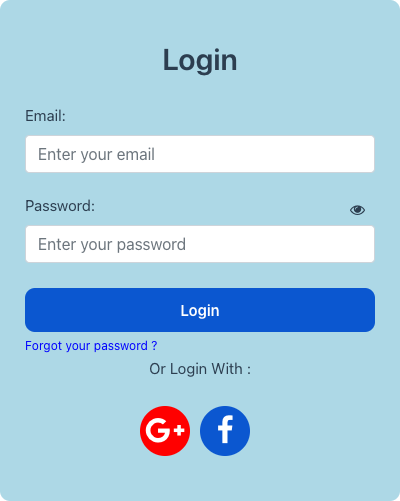 Login
Email:
Enter your email
Password:
Enter your password
Login
Forgot your password ?
Or Login With :
G+ f